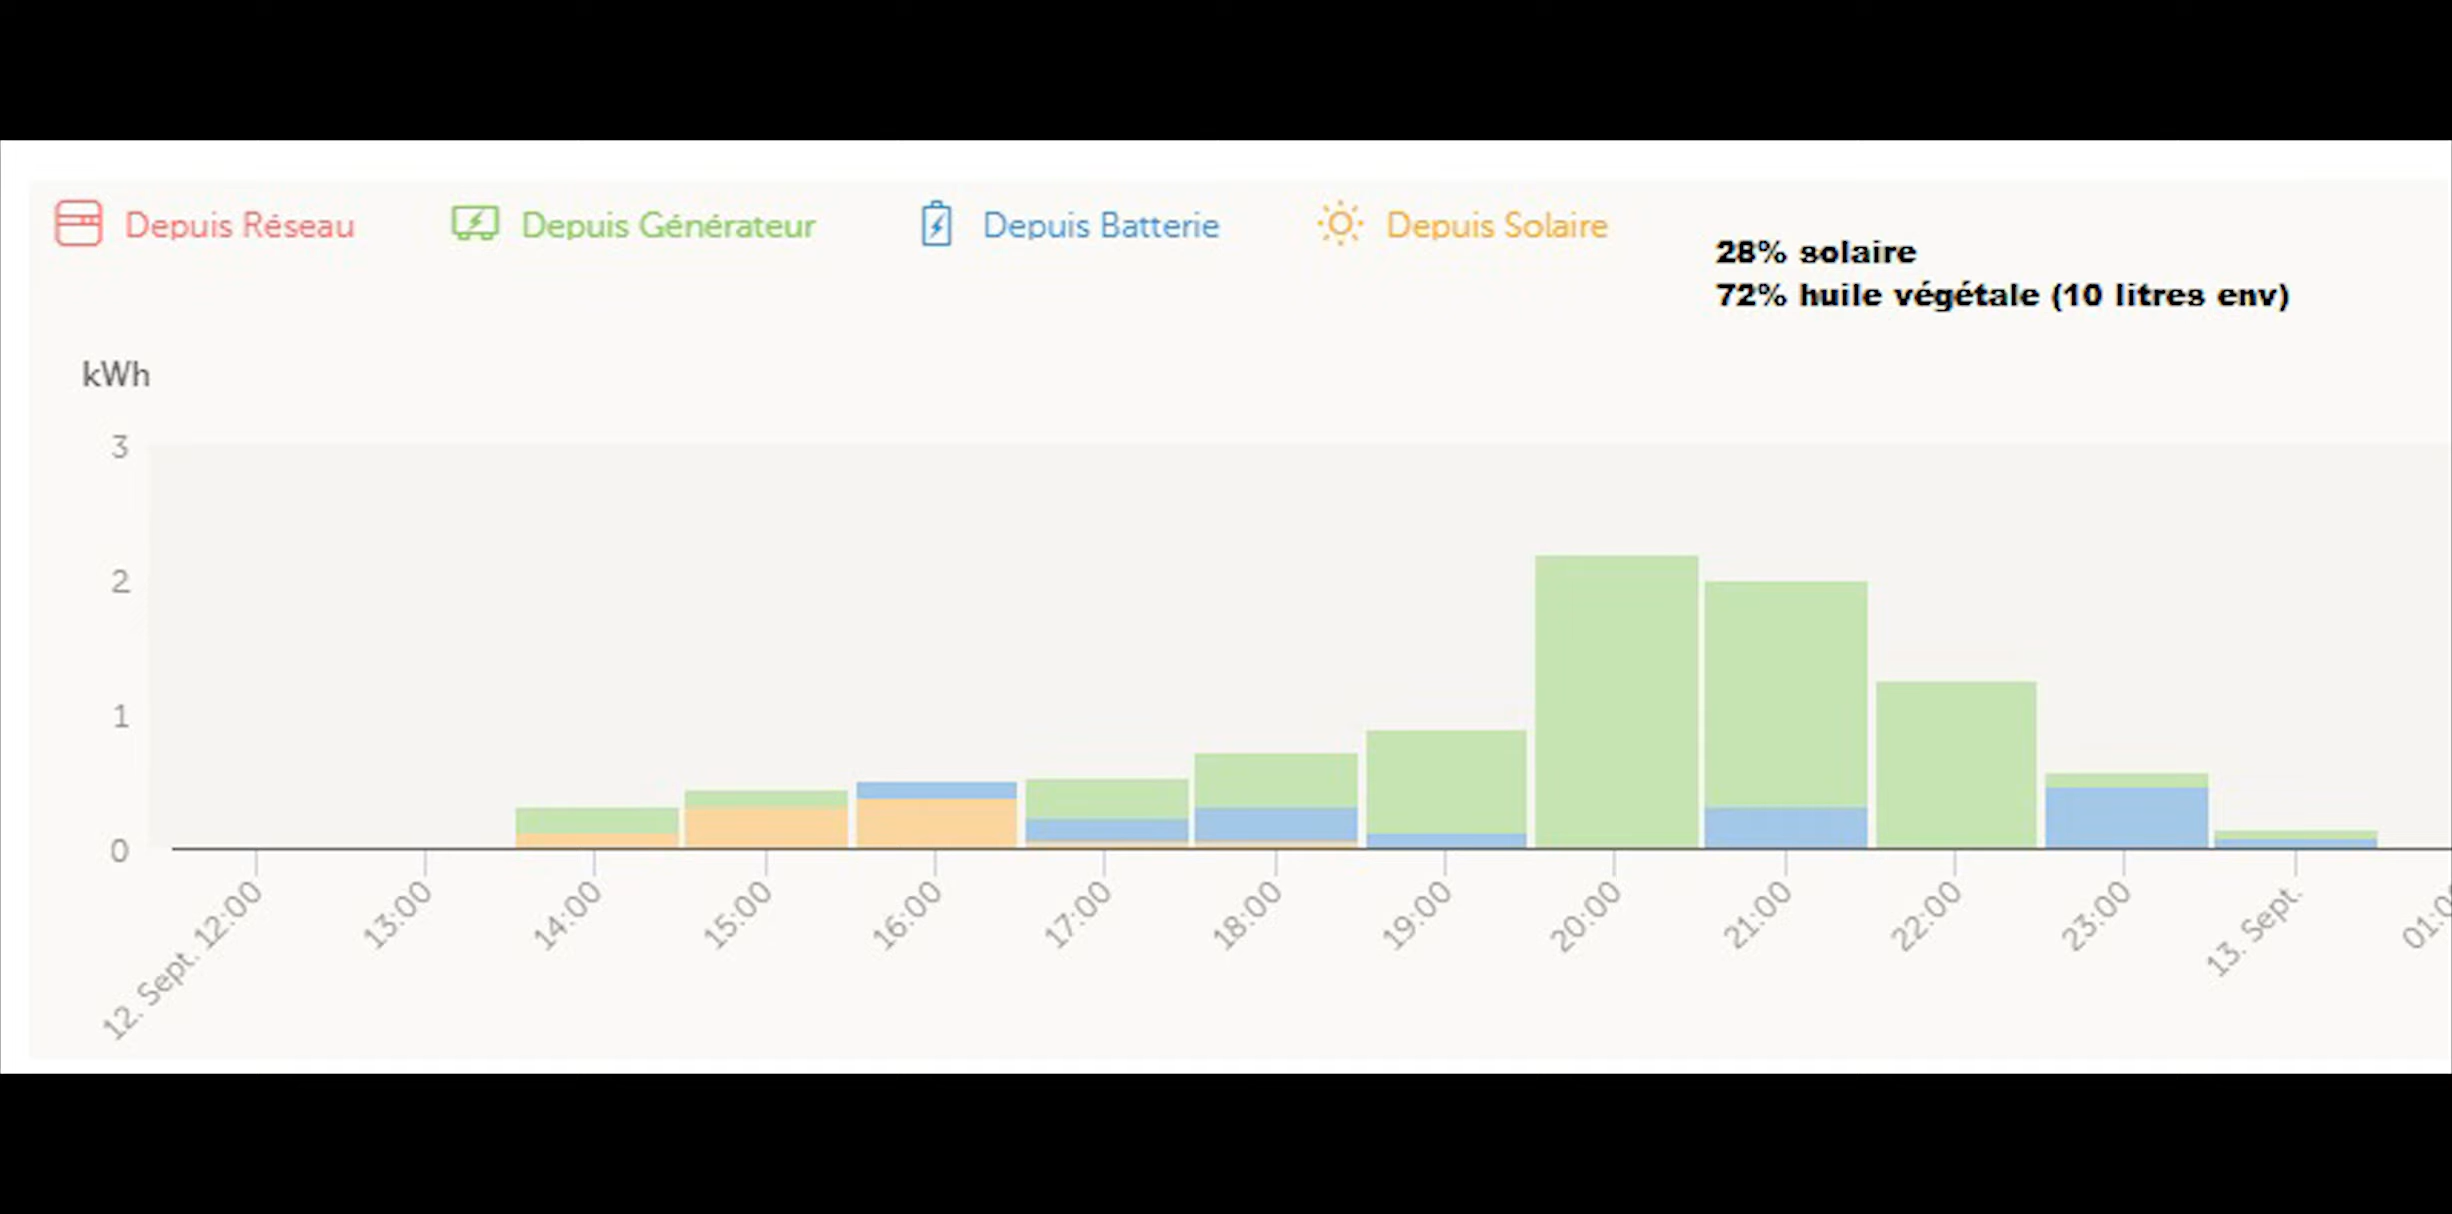 Depuis Réseau Depuis Générateur Depuis Batterie Depuis Solaire
28% solaire
72% huile végétale (10 litres env)
kWh
3
2
1
0
12. Sept. 12:00 13:00 14:00 15:00 16:00 17:00 18:00 19:00 20:00 21:00 22:00 23:00 13. Sept.